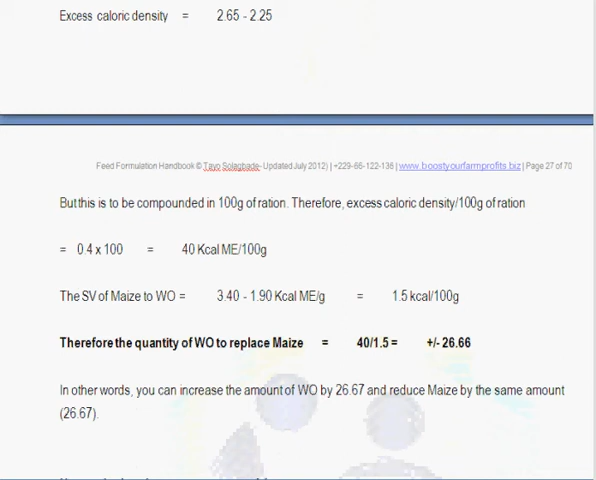 Excess caloric density = 2.65 - 2.25
Feed Formulation Handbook © Tayo Solagbade- Updated July 2012) | +229-66-122-136 | www.boostyourfarmprofits.biz | Page 27 of 70
But this is to be compounded in 100g of ration. Therefore, excess caloric density/100g of ration
= 0.4 x 100 = 40 Kcal ME/100g
The SV of Maize to WO = 3.40 - 1.90 Kcal ME/g = 1.5 kcal/100g
Therefore the quantity of WO to replace Maize = 40/1.5 = +/- 26.66
In other words, you can increase the amount of WO by 26.67 and reduce Maize by the same amount
(26.67).